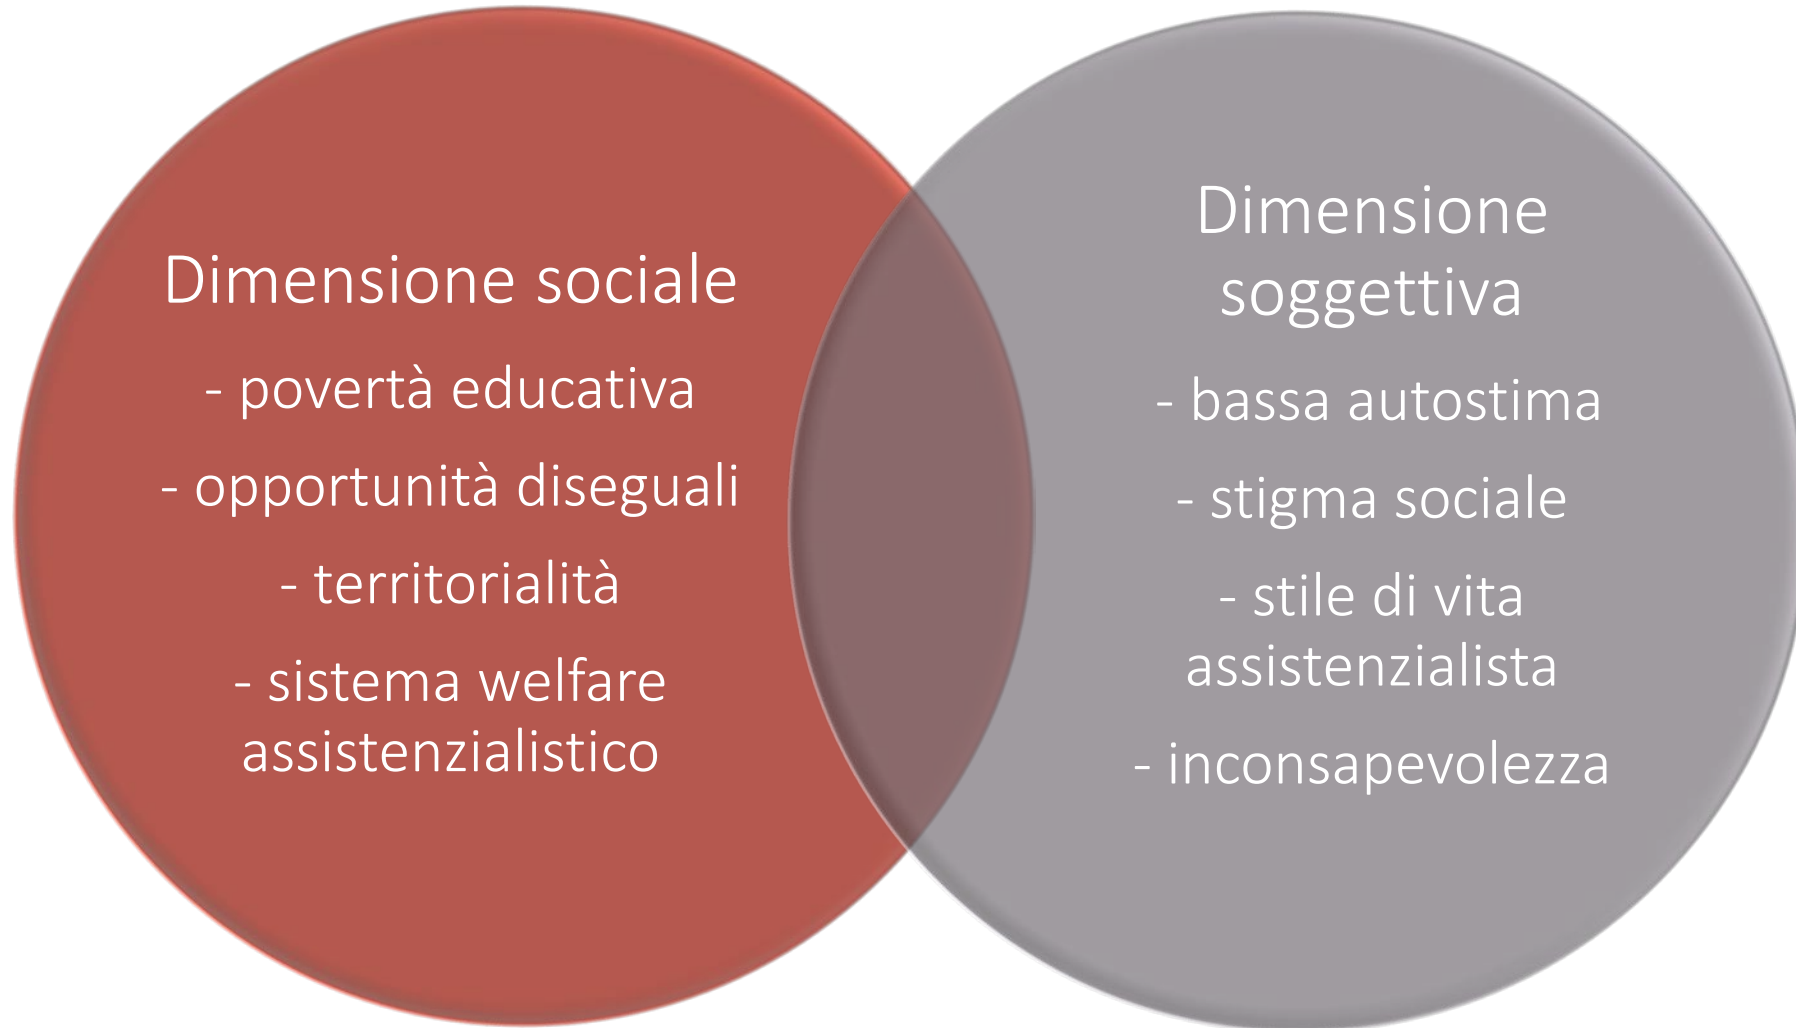 Dimensione sociale
- povertà educativa
- opportunità diseguali
- territorialità
- sistema welfare
assistenzialistico
Dimensione
soggettiva
- bassa autostima
- stigma sociale
- stile di vita
assistenzialista
- inconsapevolezza